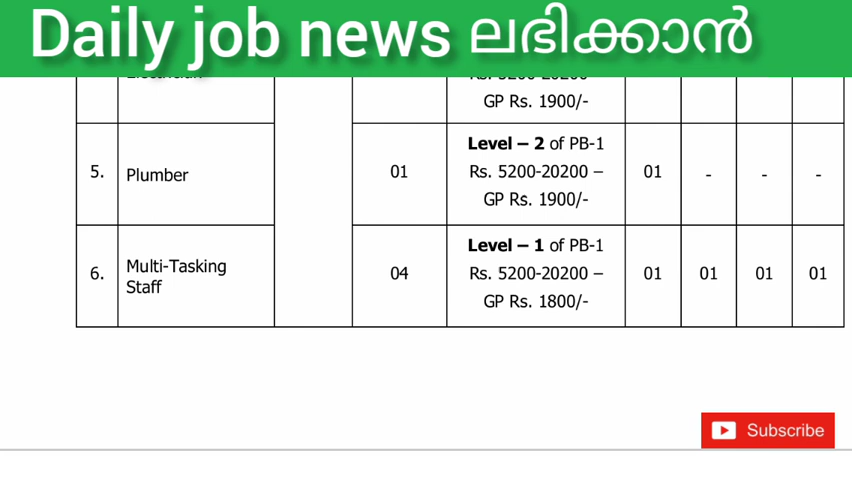 Daily job news ലഭിക്കാൻ
GP Rs. 1900/-
5.
Plumber
01
Level – 2 of PB-1
Rs. 5200-20200 –
GP Rs. 1900/-
01
-
-
-
6.
Multi-Tasking
Staff
04
Level – 1 of PB-1
Rs. 5200-20200 –
GP Rs. 1800/-
01
01
01
01
Subscribe